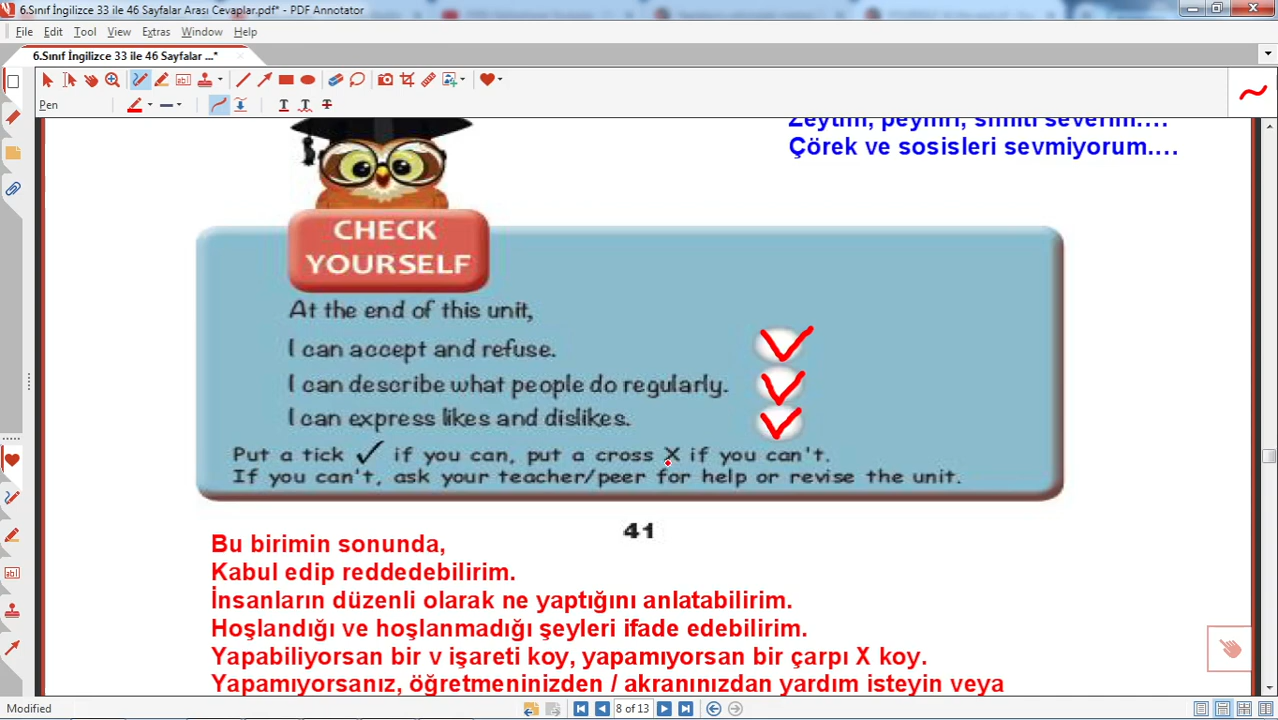 6.Sınıf İngilizce 33 ile 46 Sayfalar Arası Cevaplar.pdf* - PDF Annotator
File Edit Tool View Extras Window Help
6.Sınıf İngilizce 33 ile 46 Sayfalar ...*
Pen
Zeytini, peyniri, simiti severim....
Çörek ve sosisleri sevmiyorum....
CHECK
YOURSELF
At the end of this unit,
I can accept and refuse.
I can describe what people do regularly.
I can express likes and dislikes.
Put a tick ✓ if you can, put a cross X if you can't.
If you can't, ask your teacher/peer for help or revise the unit.
41
Bu birimin sonunda,
Kabul edip reddedebilirim.
İnsanların düzenli olarak ne yaptığını anlatabilirim.
Hoşlandığı ve hoşlanmadığı şeyleri ifade edebilirim.
Yapabiliyorsan bir v işareti koy, yapamıyorsan bir çarpı X koy.
Yapamıyorsanız, öğretmeninizden / akranınızdan yardım isteyin veya
Modified
8 of 13